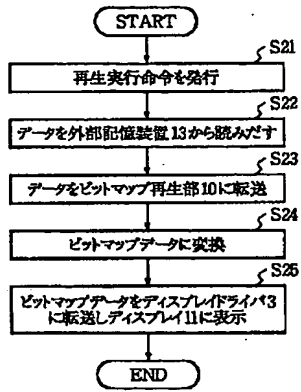 START
S21
再生実行命令を発行
S22
データを外部記憶装置13から読みだす
S23
データをビットマップ再生部10に転送
S24
ビットマップデータに変換
S25
ビットマップデータをディスプレイドライバ3
に転送しディスプレイ11に表示
END